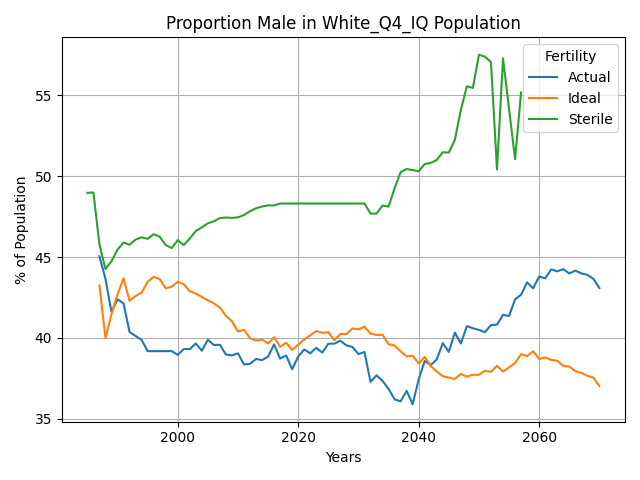 Proportion Male in White_Q4_IQ Population
Fertility
Actual
Ideal
Sterile
% of Population
55
50
45
40
35
2000
2020
2040
2060
Years